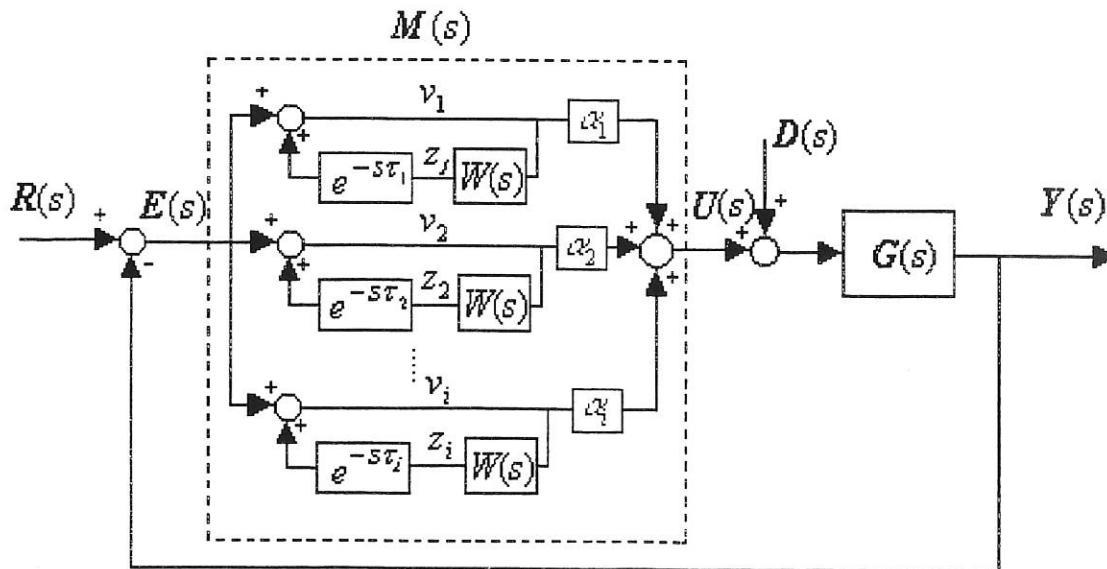 M(s)
v₁
α₁
e^{-sτ₁}
z₁
W(s)
D(s)
R(s)
E(s)
v₂
α₂
U(s)
G(s)
Y(s)
e^{-sτ₂}
z₂
W(s)
vᵢ
αᵢ
e^{-sτᵢ}
zᵢ
W(s)